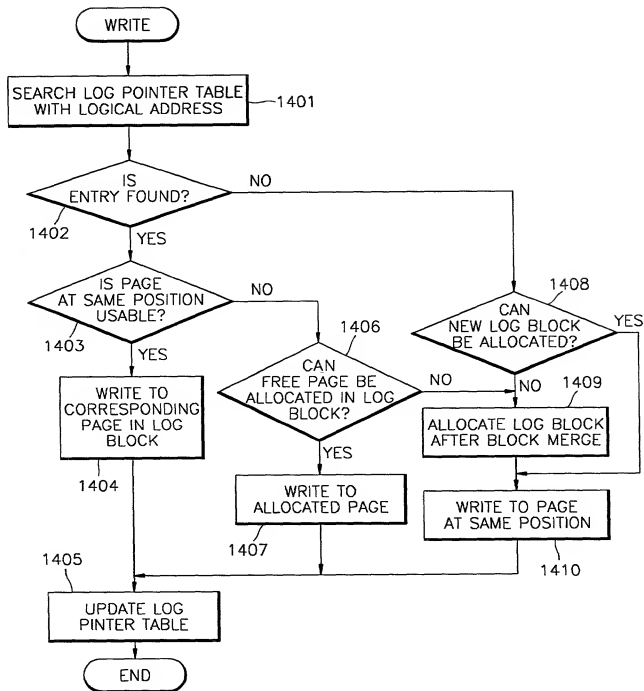 WRITE
SEARCH LOG POINTER TABLE
WITH LOGICAL ADDRESS
1401
IS
ENTRY FOUND?
NO
1402
YES
IS PAGE
AT SAME POSITION
USABLE?
NO
1403
YES
1408
CAN
NEW LOG BLOCK
BE ALLOCATED?
YES
NO
1406
CAN
FREE PAGE BE
ALLOCATED IN LOG
BLOCK?
NO
YES
WRITE TO
CORRESPONDING
PAGE IN LOG
BLOCK
1404
1409
ALLOCATE LOG BLOCK
AFTER BLOCK MERGE
WRITE TO
ALLOCATED PAGE
1407
WRITE TO PAGE
AT SAME POSITION
1410
1405
UPDATE LOG
PINTER TABLE
END